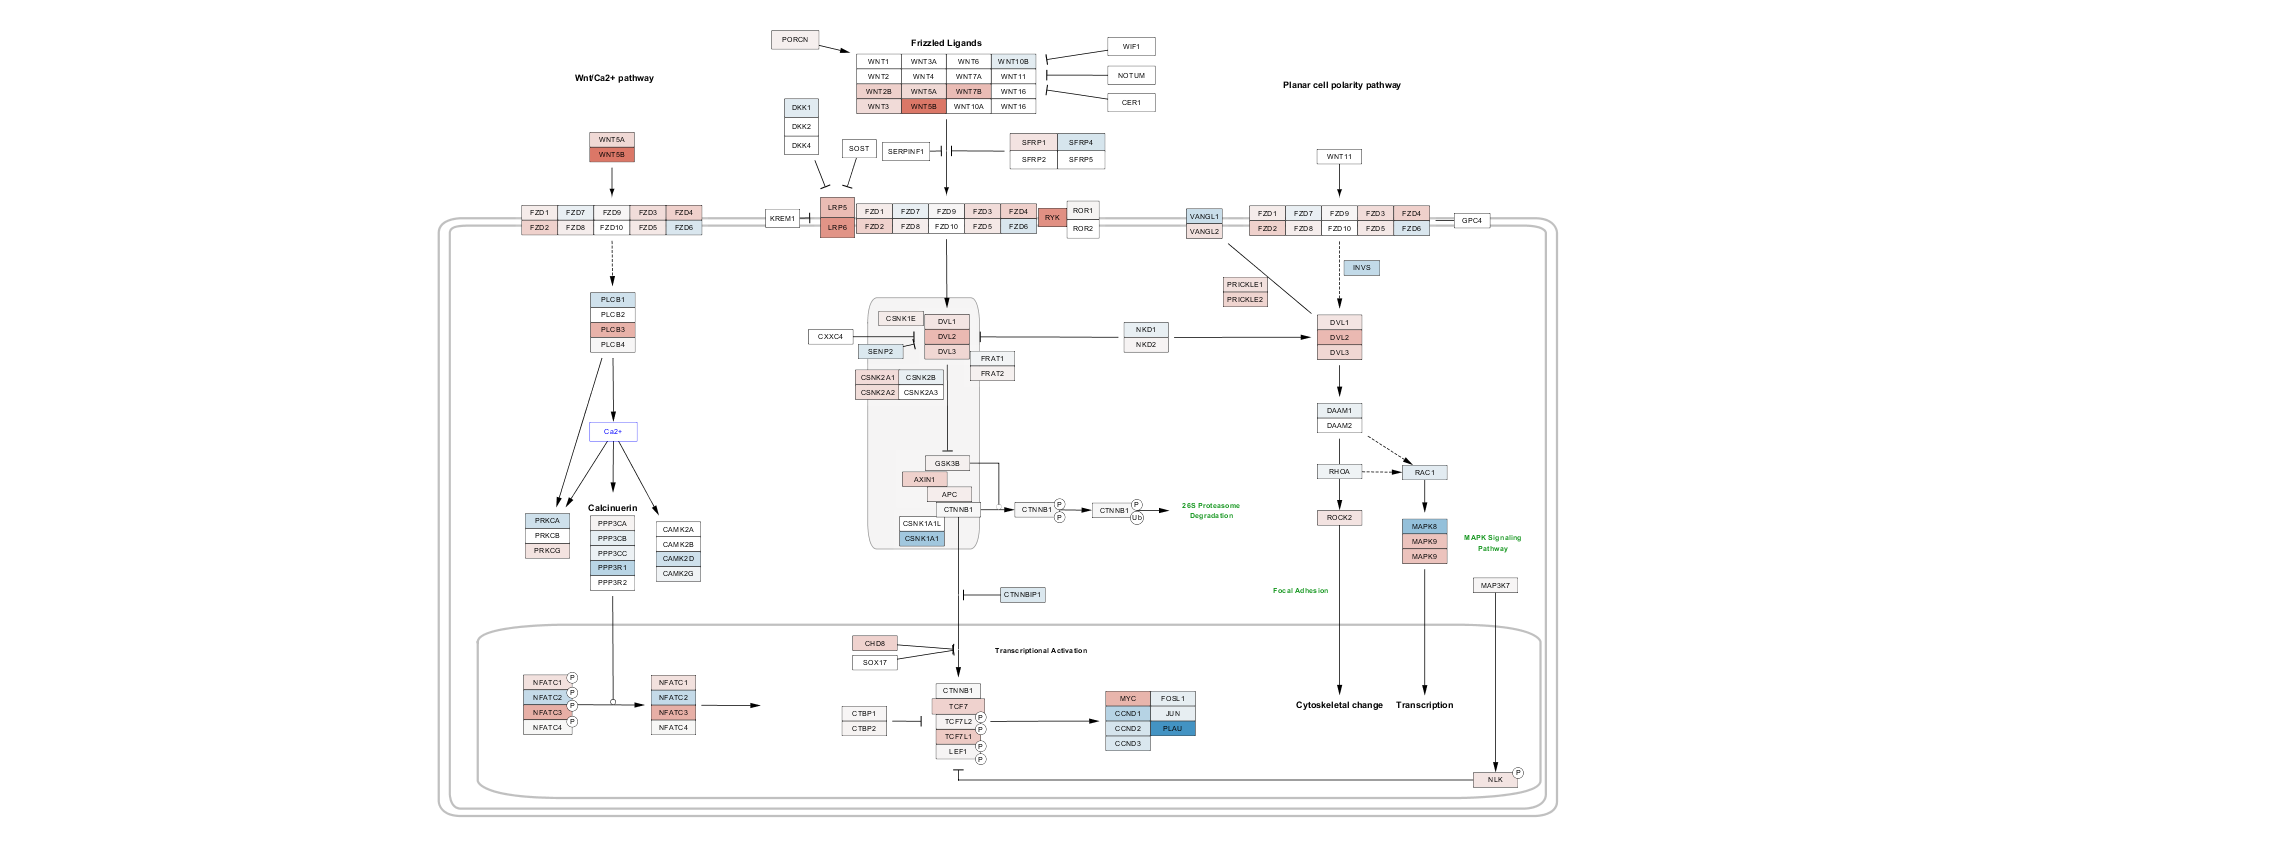 PORCN
Frizzled Ligands
WNT1 WNT3A WNT6 WNT10B
WNT2 WNT4 WNT7A WNT11
WNT2B WNT5A WNT7B WNT16
WNT3 WNT5B WNT10A WNT16
WIF1
NOTUM
CER1
Wnt/Ca2+ pathway
Planar cell polarity pathway
DKK1
DKK2
DKK4
SOST
SERPINF1
SFRP1 SFRP4
SFRP2 SFRP5
WNT5A
WNT5B
WNT11
FZD1 FZD7 FZD9 FZD3 FZD4
FZD2 FZD8 FZD10 FZD5 FZD6
KREM1
LRP5
LRP6
FZD1 FZD7 FZD9 FZD3 FZD4
FZD2 FZD8 FZD10 FZD5 FZD6
RYK
ROR1
ROR2
VANGL1
VANGL2
FZD1 FZD7 FZD9 FZD3 FZD4
FZD2 FZD8 FZD10 FZD5 FZD6
GPC4
INVS
PRICKLE1
PRICKLE2
PLCB1
PLCB2
PLCB3
PLCB4
CSNK1E
DVL1
DVL2
DVL3
CXXC4
SENP2
FRAT1
FRAT2
CSNK2A1 CSNK2B
CSNK2A2 CSNK2A3
NKD1
NKD2
DVL1
DVL2
DVL3
DAAM1
DAAM2
Ca2+
GSK3B
AXIN1
APC
CTNNB1
CSNK1A1L
CSNK1A1
CTNNB1
P
P
CTNNB1
P
Ub
26S Proteasome
Degradation
RHOA
RAC1
ROCK2
MAPK8
MAPK9
MAPK9
MAPK Signaling
Pathway
Calcinuerin
PRKCA
PRKCB
PRKCG
PPP3CA
PPP3CB
PPP3CC
PPP3R1
PPP3R2
CAMK2A
CAMK2B
CAMK2D
CAMK2G
MAP3K7
Focal Adhesion
CTNNBIP1
CHD8
SOX17
Transcriptional Activation
NFATC1
NFATC2
NFATC3
NFATC4
P
P
P
P
NFATC1
NFATC2
NFATC3
NFATC4
CTBP1
CTBP2
CTNNB1
TCF7
TCF7L2
TCF7L1
LEF1
P
P
P
P
MYC FOSL1
CCND1 JUN
CCND2 PLAU
CCND3
Cytoskeletal change
Transcription
NLK
P